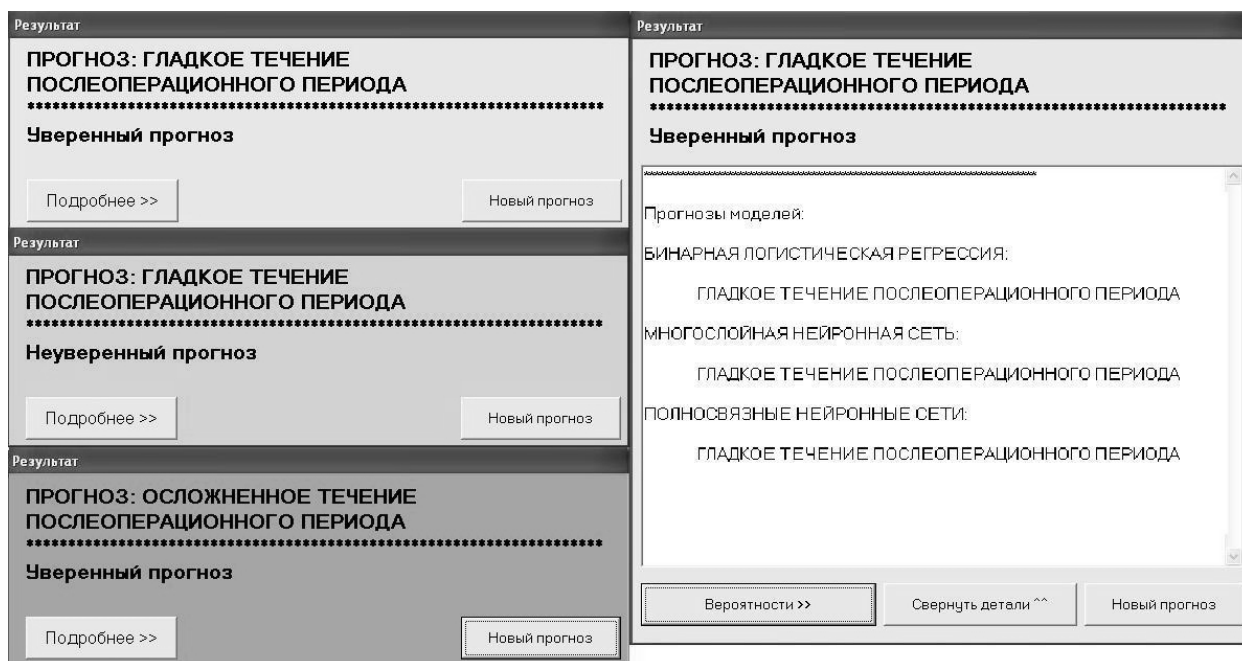 Результат
ПРОГНОЗ: ГЛАДКОЕ ТЕЧЕНИЕ
ПОСЛЕОПЕРАЦИОННОГО ПЕРИОДА
Уверенный прогноз
Подробнее >>
Новый прогноз
Результат
ПРОГНОЗ: ГЛАДКОЕ ТЕЧЕНИЕ
ПОСЛЕОПЕРАЦИОННОГО ПЕРИОДА
Неуверенный прогноз
Подробнее >>
Новый прогноз
Результат
ПРОГНОЗ: ОСЛОЖНЕННОЕ ТЕЧЕНИЕ
ПОСЛЕОПЕРАЦИОННОГО ПЕРИОДА
Уверенный прогноз
Подробнее >>
Новый прогноз
Результат
ПРОГНОЗ: ГЛАДКОЕ ТЕЧЕНИЕ
ПОСЛЕОПЕРАЦИОННОГО ПЕРИОДА
Уверенный прогноз
Прогнозы моделей:
БИНАРНАЯ ЛОГИСТИЧЕСКАЯ РЕГРЕССИЯ:
ГЛАДКОЕ ТЕЧЕНИЕ ПОСЛЕОПЕРАЦИОННОГО ПЕРИОДА
МНОГОСЛОЙНАЯ НЕЙРОННАЯ СЕТЬ:
ГЛАДКОЕ ТЕЧЕНИЕ ПОСЛЕОПЕРАЦИОННОГО ПЕРИОДА
ПОЛНОСВЯЗНЫЕ НЕЙРОННЫЕ СЕТИ:
ГЛАДКОЕ ТЕЧЕНИЕ ПОСЛЕОПЕРАЦИОННОГО ПЕРИОДА
Вероятности >>
Свернуть детали ^^
Новый прогноз